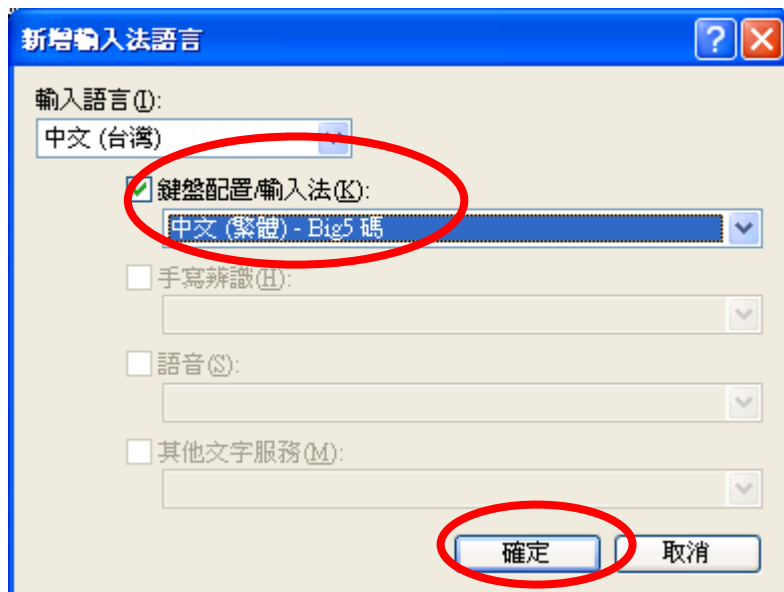 新增輸入法語言
輸入語言(I):
中文 (台灣)
鍵盤配置/輸入法(K):
中文 (繁體) - Big5 碼
手寫辨識(H):
語音(S):
其他文字服務(M):
確定 取消